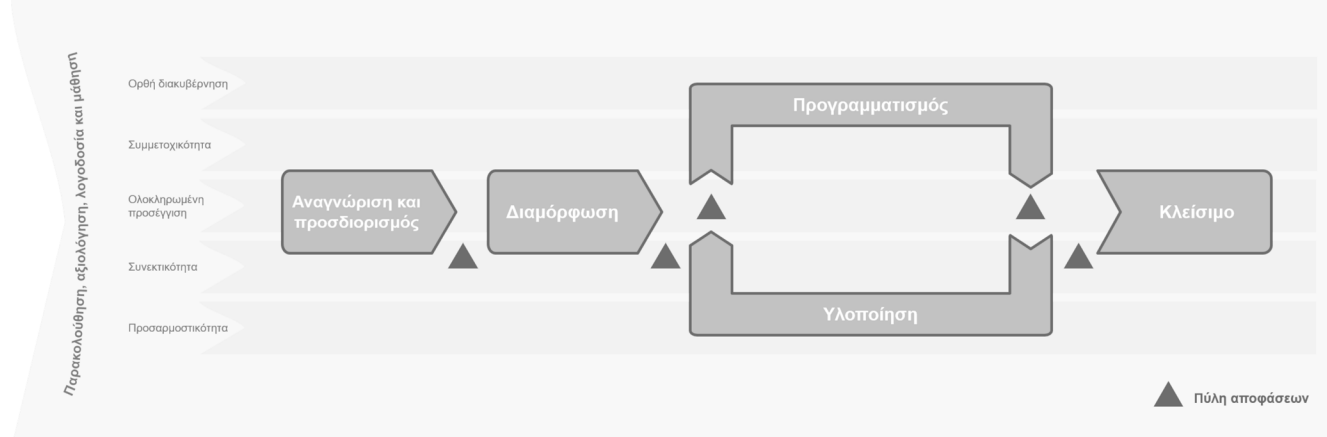 Παρακολούθηση, αξιολόγηση, λογοδοσία και μάθηση
Ορθή διακυβέρνηση
Συμμετοχικότητα
Ολοκληρωμένη
προσέγγιση
Συνεκτικότητα
Προσαρμοστικότητα
Αναγνώριση και
προσδιορισμός
Διαμόρφωση
Προγραμματισμός
Υλοποίηση
Κλείσιμο
Πύλη αποφάσεων